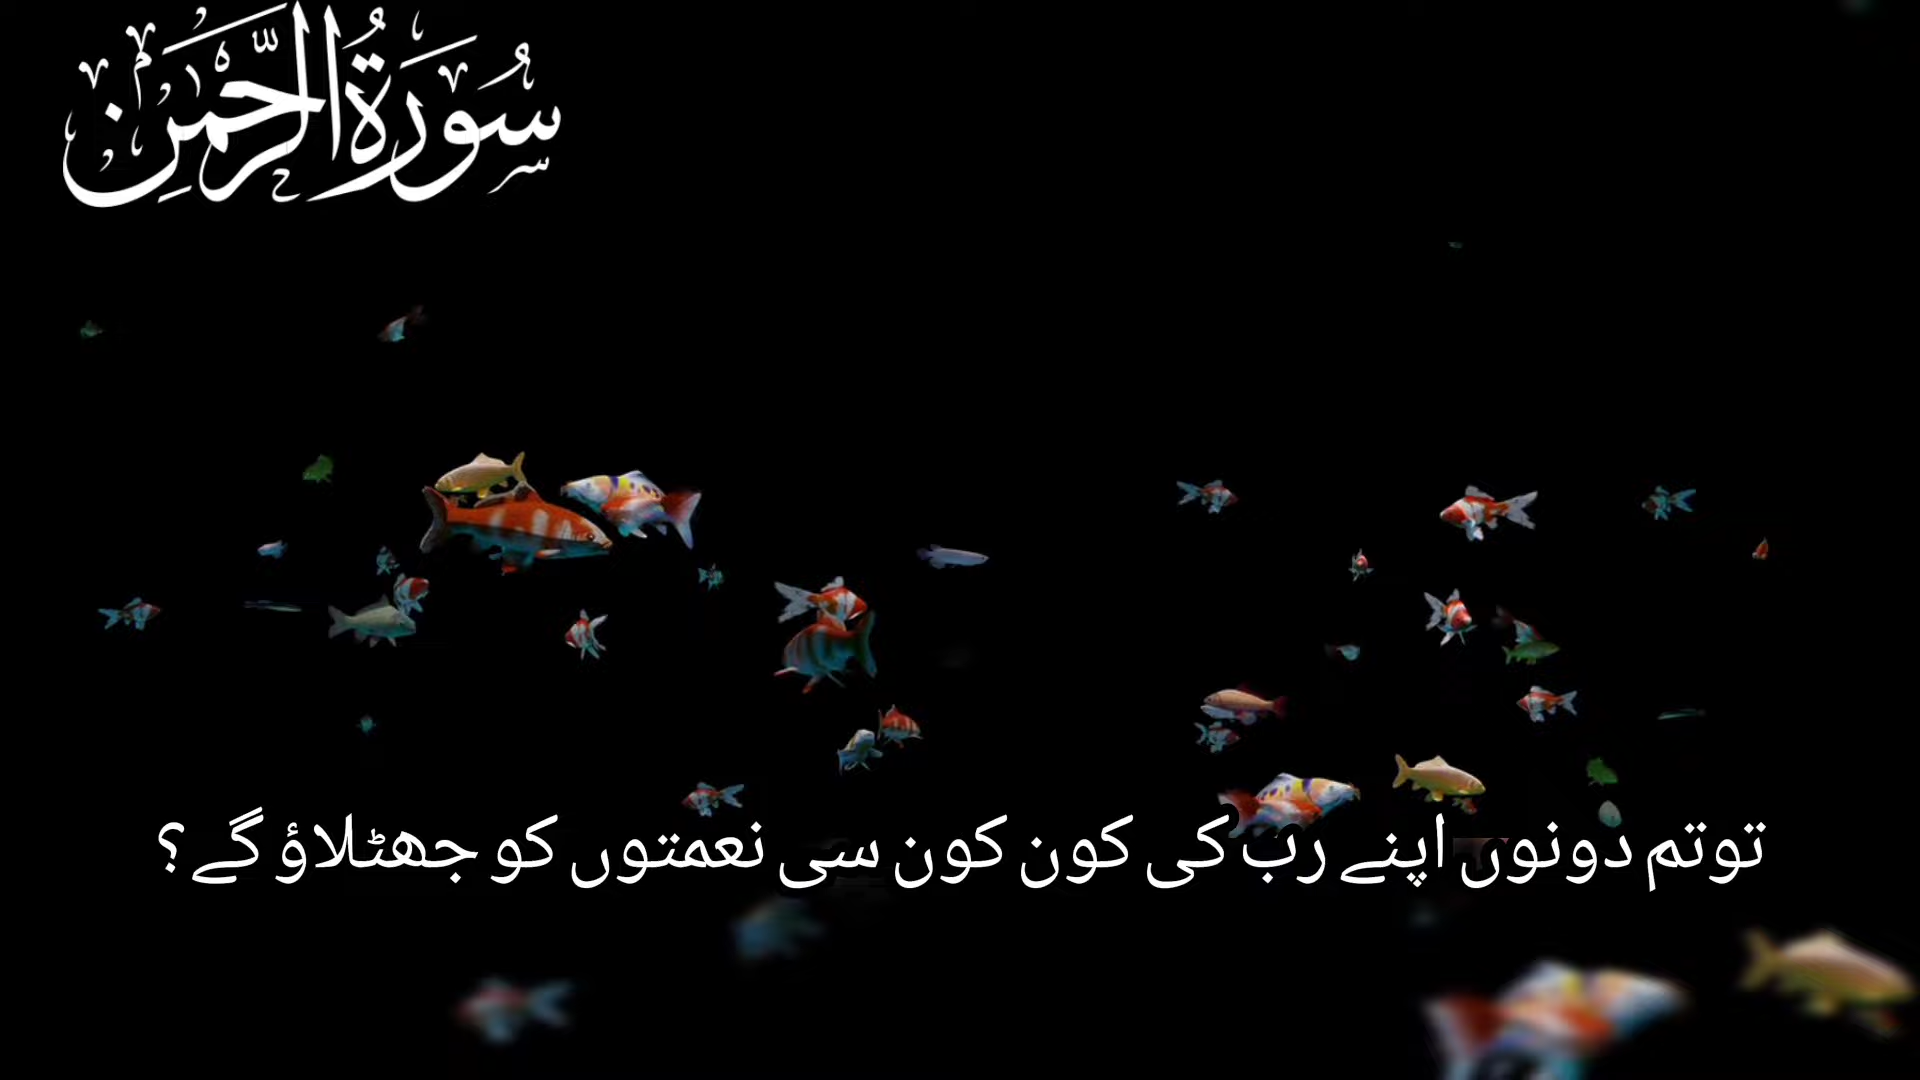 سُورَةُ الرَّحْمٰنِ
توتم دونوں اپنے رب کی کون کون سی نعمتوں کو جھٹلاؤ گے؟